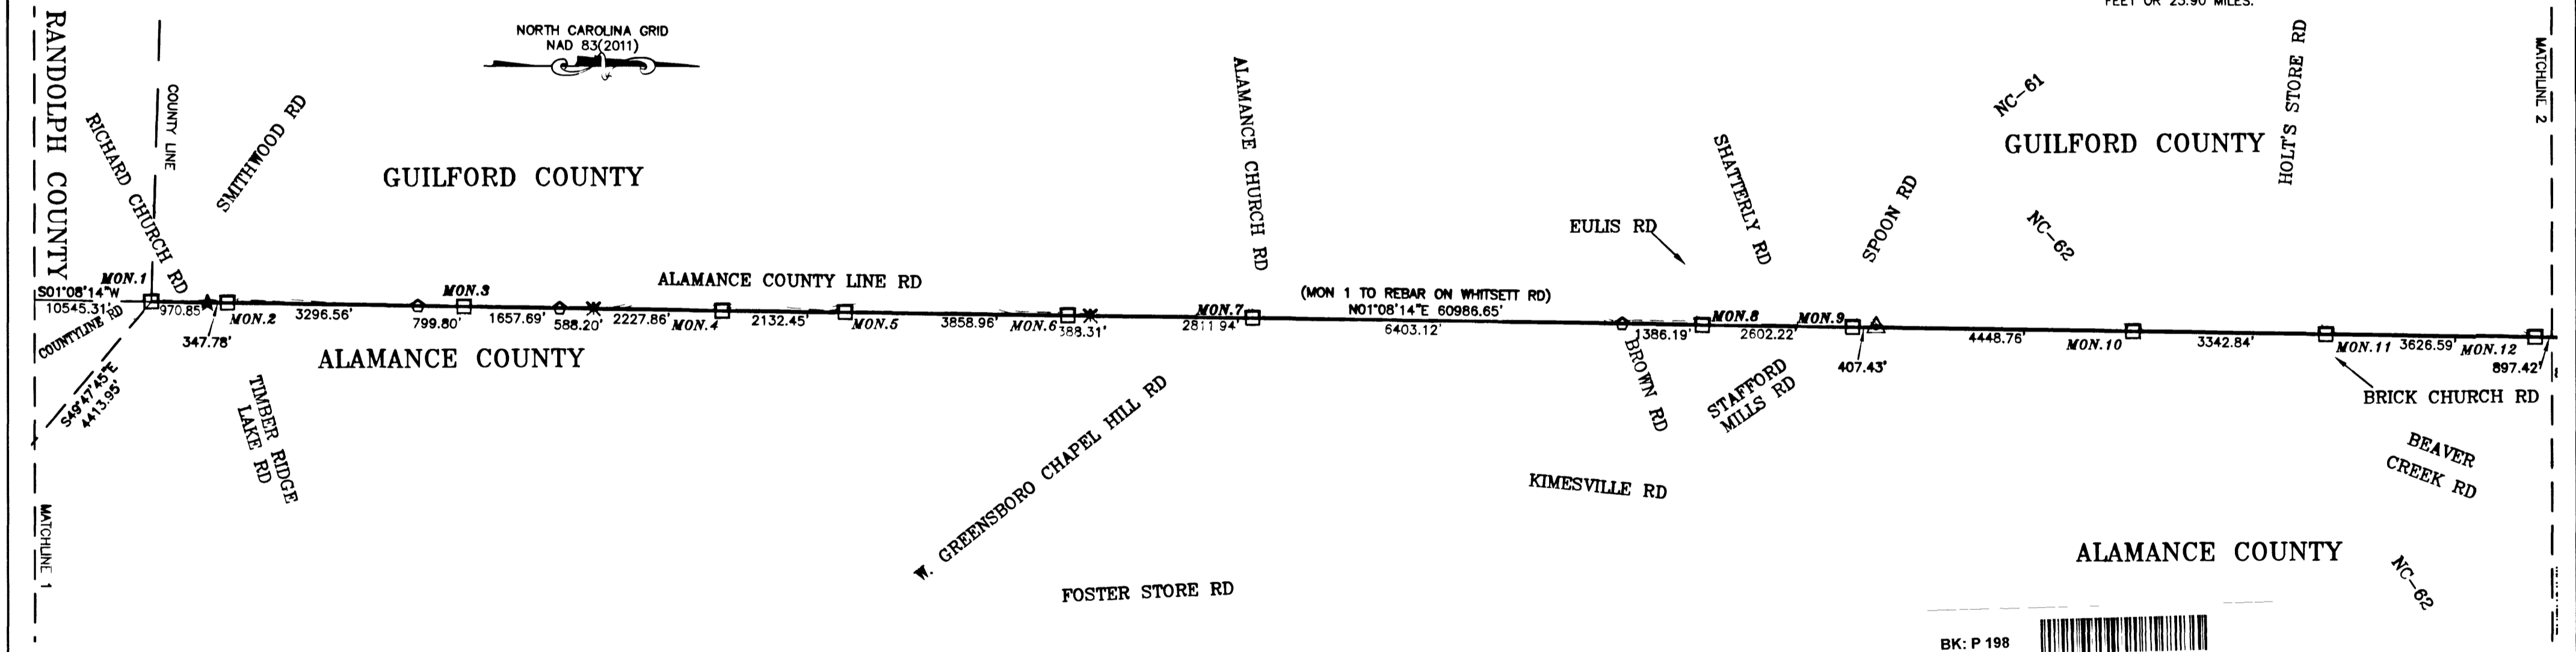 FEET OR 23.90 MILES.
NORTH CAROLINA GRID
NAD 83(2011)
RANDOLPH COUNTY
COUNTY LINE
RICHARD CHURCH RD
SMITHWOOD RD
GUILFORD COUNTY
ALAMANCE CHURCH RD
NC-61
GUILFORD COUNTY
HOLT'S STORE RD
MATCHLINE 2
SHATTERLY RD
SPOON RD
NC-62
EULIS RD
MON.1
S01°08'14"W
10545.31'
COUNTYLINE RD
970.85'
347.78'
MON.2
3296.56'
799.80'
MON.3
1657.69'
588.20'
ALAMANCE COUNTY LINE RD
2227.86'
MON.4
2132.45'
MON.5
3858.96'
MON.6
388.31'
2811.94'
MON.7
(MON 1 TO REBAR ON WHITSETT RD)
N01°08'14"E 60986.65'
6403.12'
1386.19'
MON.8
2602.22'
MON.9
407.43'
4448.76'
MON.10
3342.84'
MON.11
3626.59'
MON.12
897.42'
S49°47'45"E
4413.95'
ALAMANCE COUNTY
TIMBER RIDGE
LAKE RD
W. GREENSBORO CHAPEL HILL RD
FOSTER STORE RD
BROWN RD
STAFFORD
MILLS RD
KIMESVILLE RD
BRICK CHURCH RD
BEAVER
CREEK RD
ALAMANCE COUNTY
NC-62
MATCHLINE 1
BK: P 198